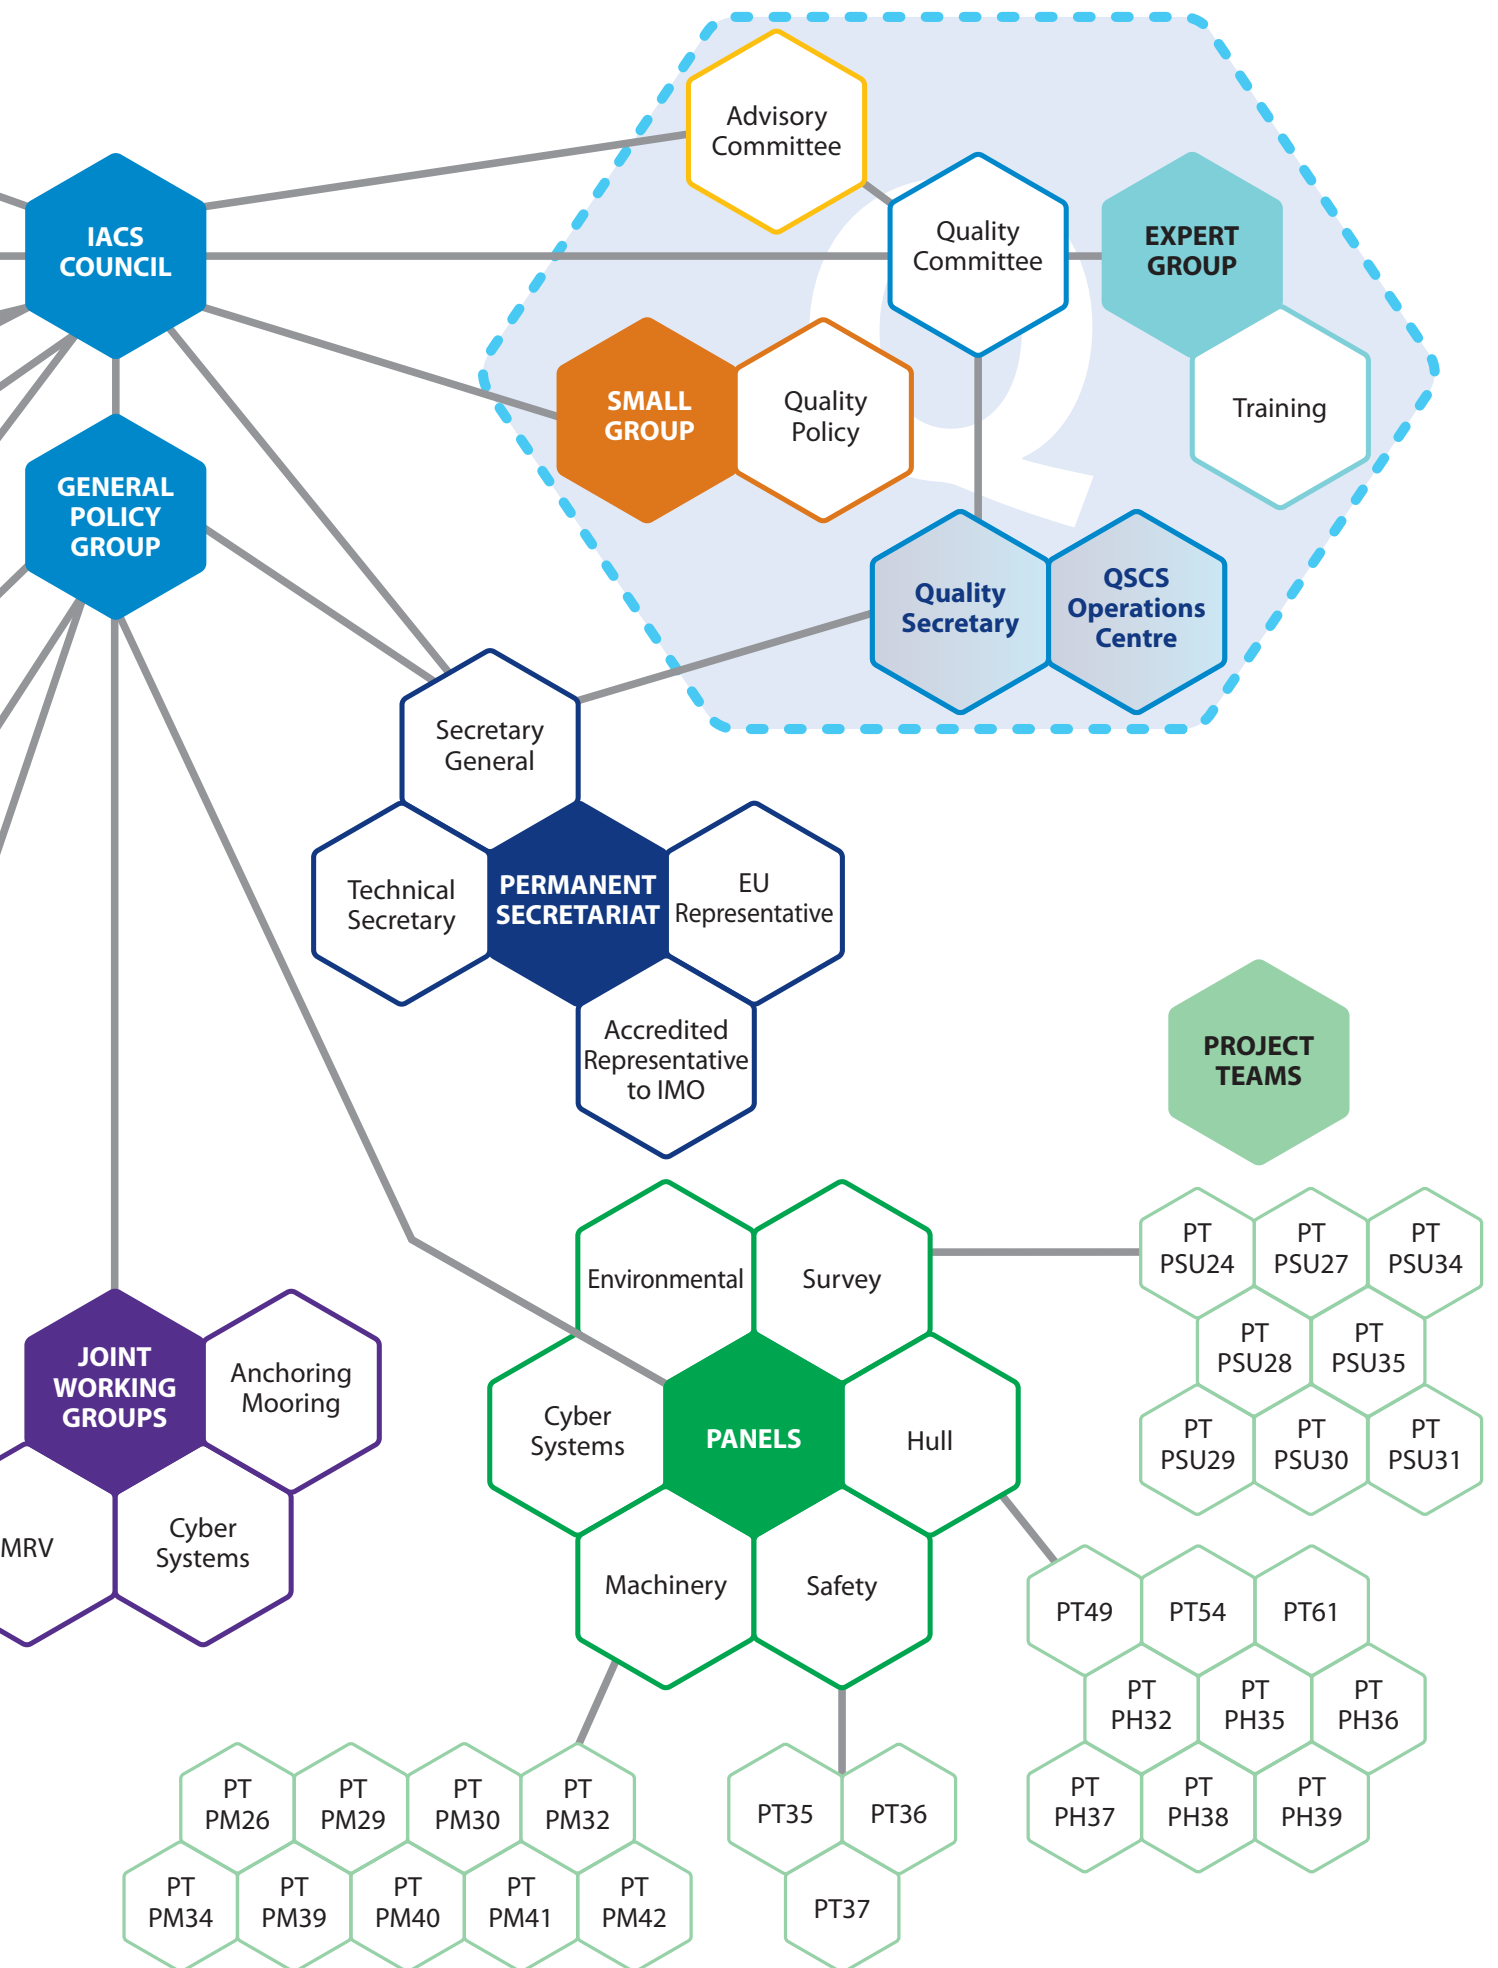 Advisory
Committee
IACS
COUNCIL
Quality
Committee
EXPERT
GROUP
Q
SMALL
GROUP
Quality
Policy
Training
GENERAL
POLICY
GROUP
Quality
Secretary
QSCS
Operations
Centre
Secretary
General
Technical
Secretary
PERMANENT
SECRETARIAT
EU
Representative
Accredited
Representative
to IMO
PROJECT
TEAMS
Environmental
Survey
Cyber
Systems
PANELS
Hull
Machinery
Safety
JOINT
WORKING
GROUPS
Anchoring
Mooring
MRV
Cyber
Systems
PT
PSU24
PT
PSU27
PT
PSU34
PT
PSU28
PT
PSU35
PT
PSU29
PT
PSU30
PT
PSU31
PT49
PT54
PT61
PT
PH32
PT
PH35
PT
PH36
PT
PH37
PT
PH38
PT
PH39
PT
PM26
PT
PM29
PT
PM30
PT
PM32
PT
PM34
PT
PM39
PT
PM40
PT
PM41
PT
PM42
PT35
PT36
PT37